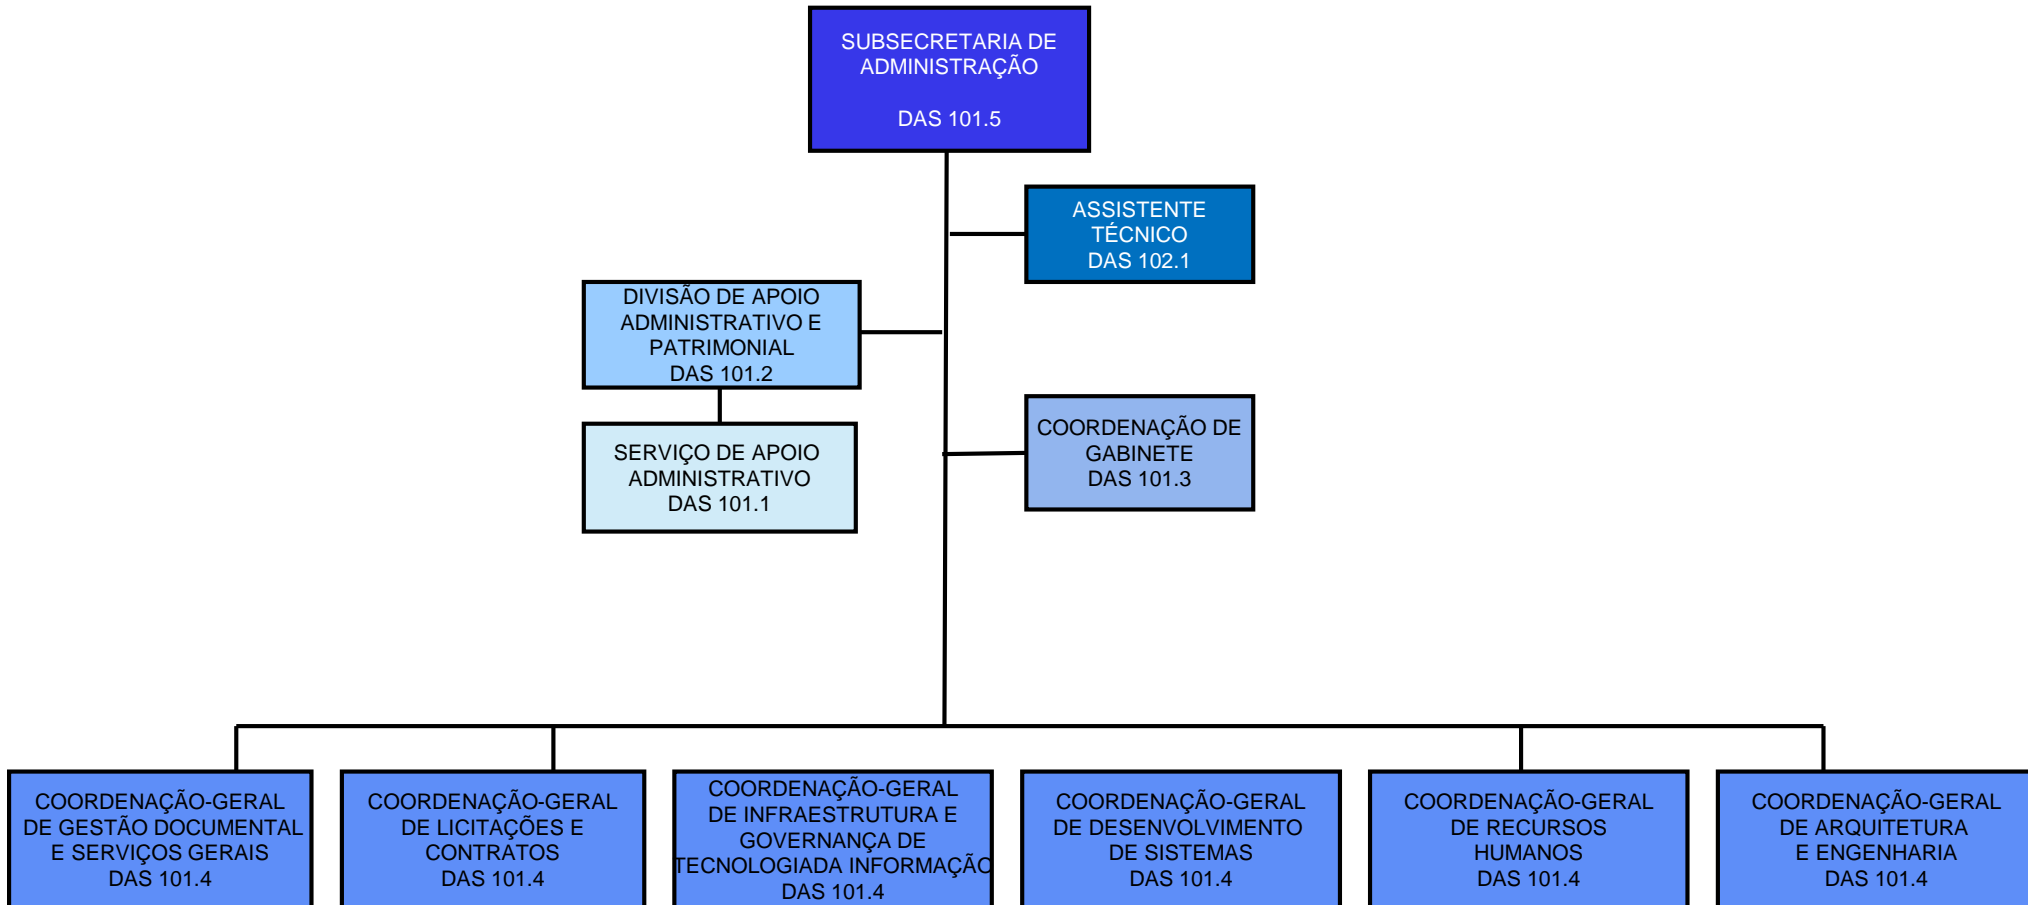 SUBSECRETARIA DE
ADMINISTRAÇÃO
DAS 101.5
ASSISTENTE
TÉCNICO
DAS 102.1
DIVISÃO DE APOIO
ADMINISTRATIVO E
PATRIMONIAL
DAS 101.2
SERVIÇO DE APOIO
ADMINISTRATIVO
DAS 101.1
COORDENAÇÃO DE
GABINETE
DAS 101.3
COORDENAÇÃO-GERAL
DE GESTÃO DOCUMENTAL
E SERVIÇOS GERAIS
DAS 101.4
COORDENAÇÃO-GERAL
DE LICITAÇÕES E
CONTRATOS
DAS 101.4
COORDENAÇÃO-GERAL
DE INFRAESTRUTURA E
GOVERNANÇA DE
TECNOLOGIADA INFORMAÇÃO
DAS 101.4
COORDENAÇÃO-GERAL
DE DESENVOLVIMENTO
DE SISTEMAS
DAS 101.4
COORDENAÇÃO-GERAL
DE RECURSOS
HUMANOS
DAS 101.4
COORDENAÇÃO-GERAL
DE ARQUITETURA
E ENGENHARIA
DAS 101.4